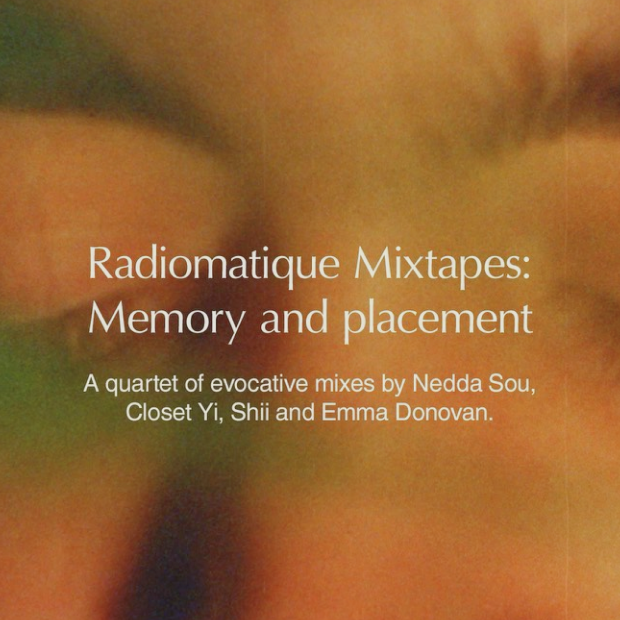 Radiomatique Mixtapes:
Memory and placement
A quartet of evocative mixes by Nedda Sou,
Closet Yi, Shii and Emma Donovan.